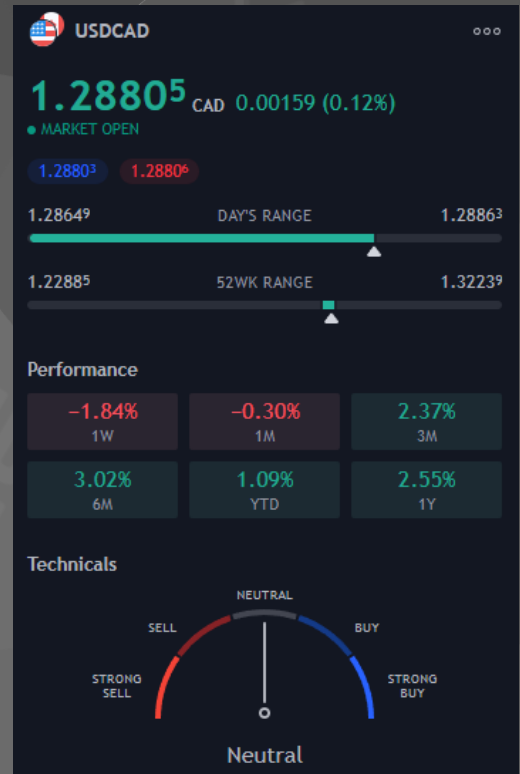 USDCAD
1.28805 CAD 0.00159 (0.12%)
MARKET OPEN
1.28803 1.28806
1.28649 DAY'S RANGE 1.28863
1.22885 52WK RANGE 1.32239
Performance
−1.84% −0.30% 2.37%
1W 1M 3M
3.02% 1.09% 2.55%
6M YTD 1Y
Technicals
NEUTRAL
SELL BUY
STRONG SELL STRONG BUY
Neutral